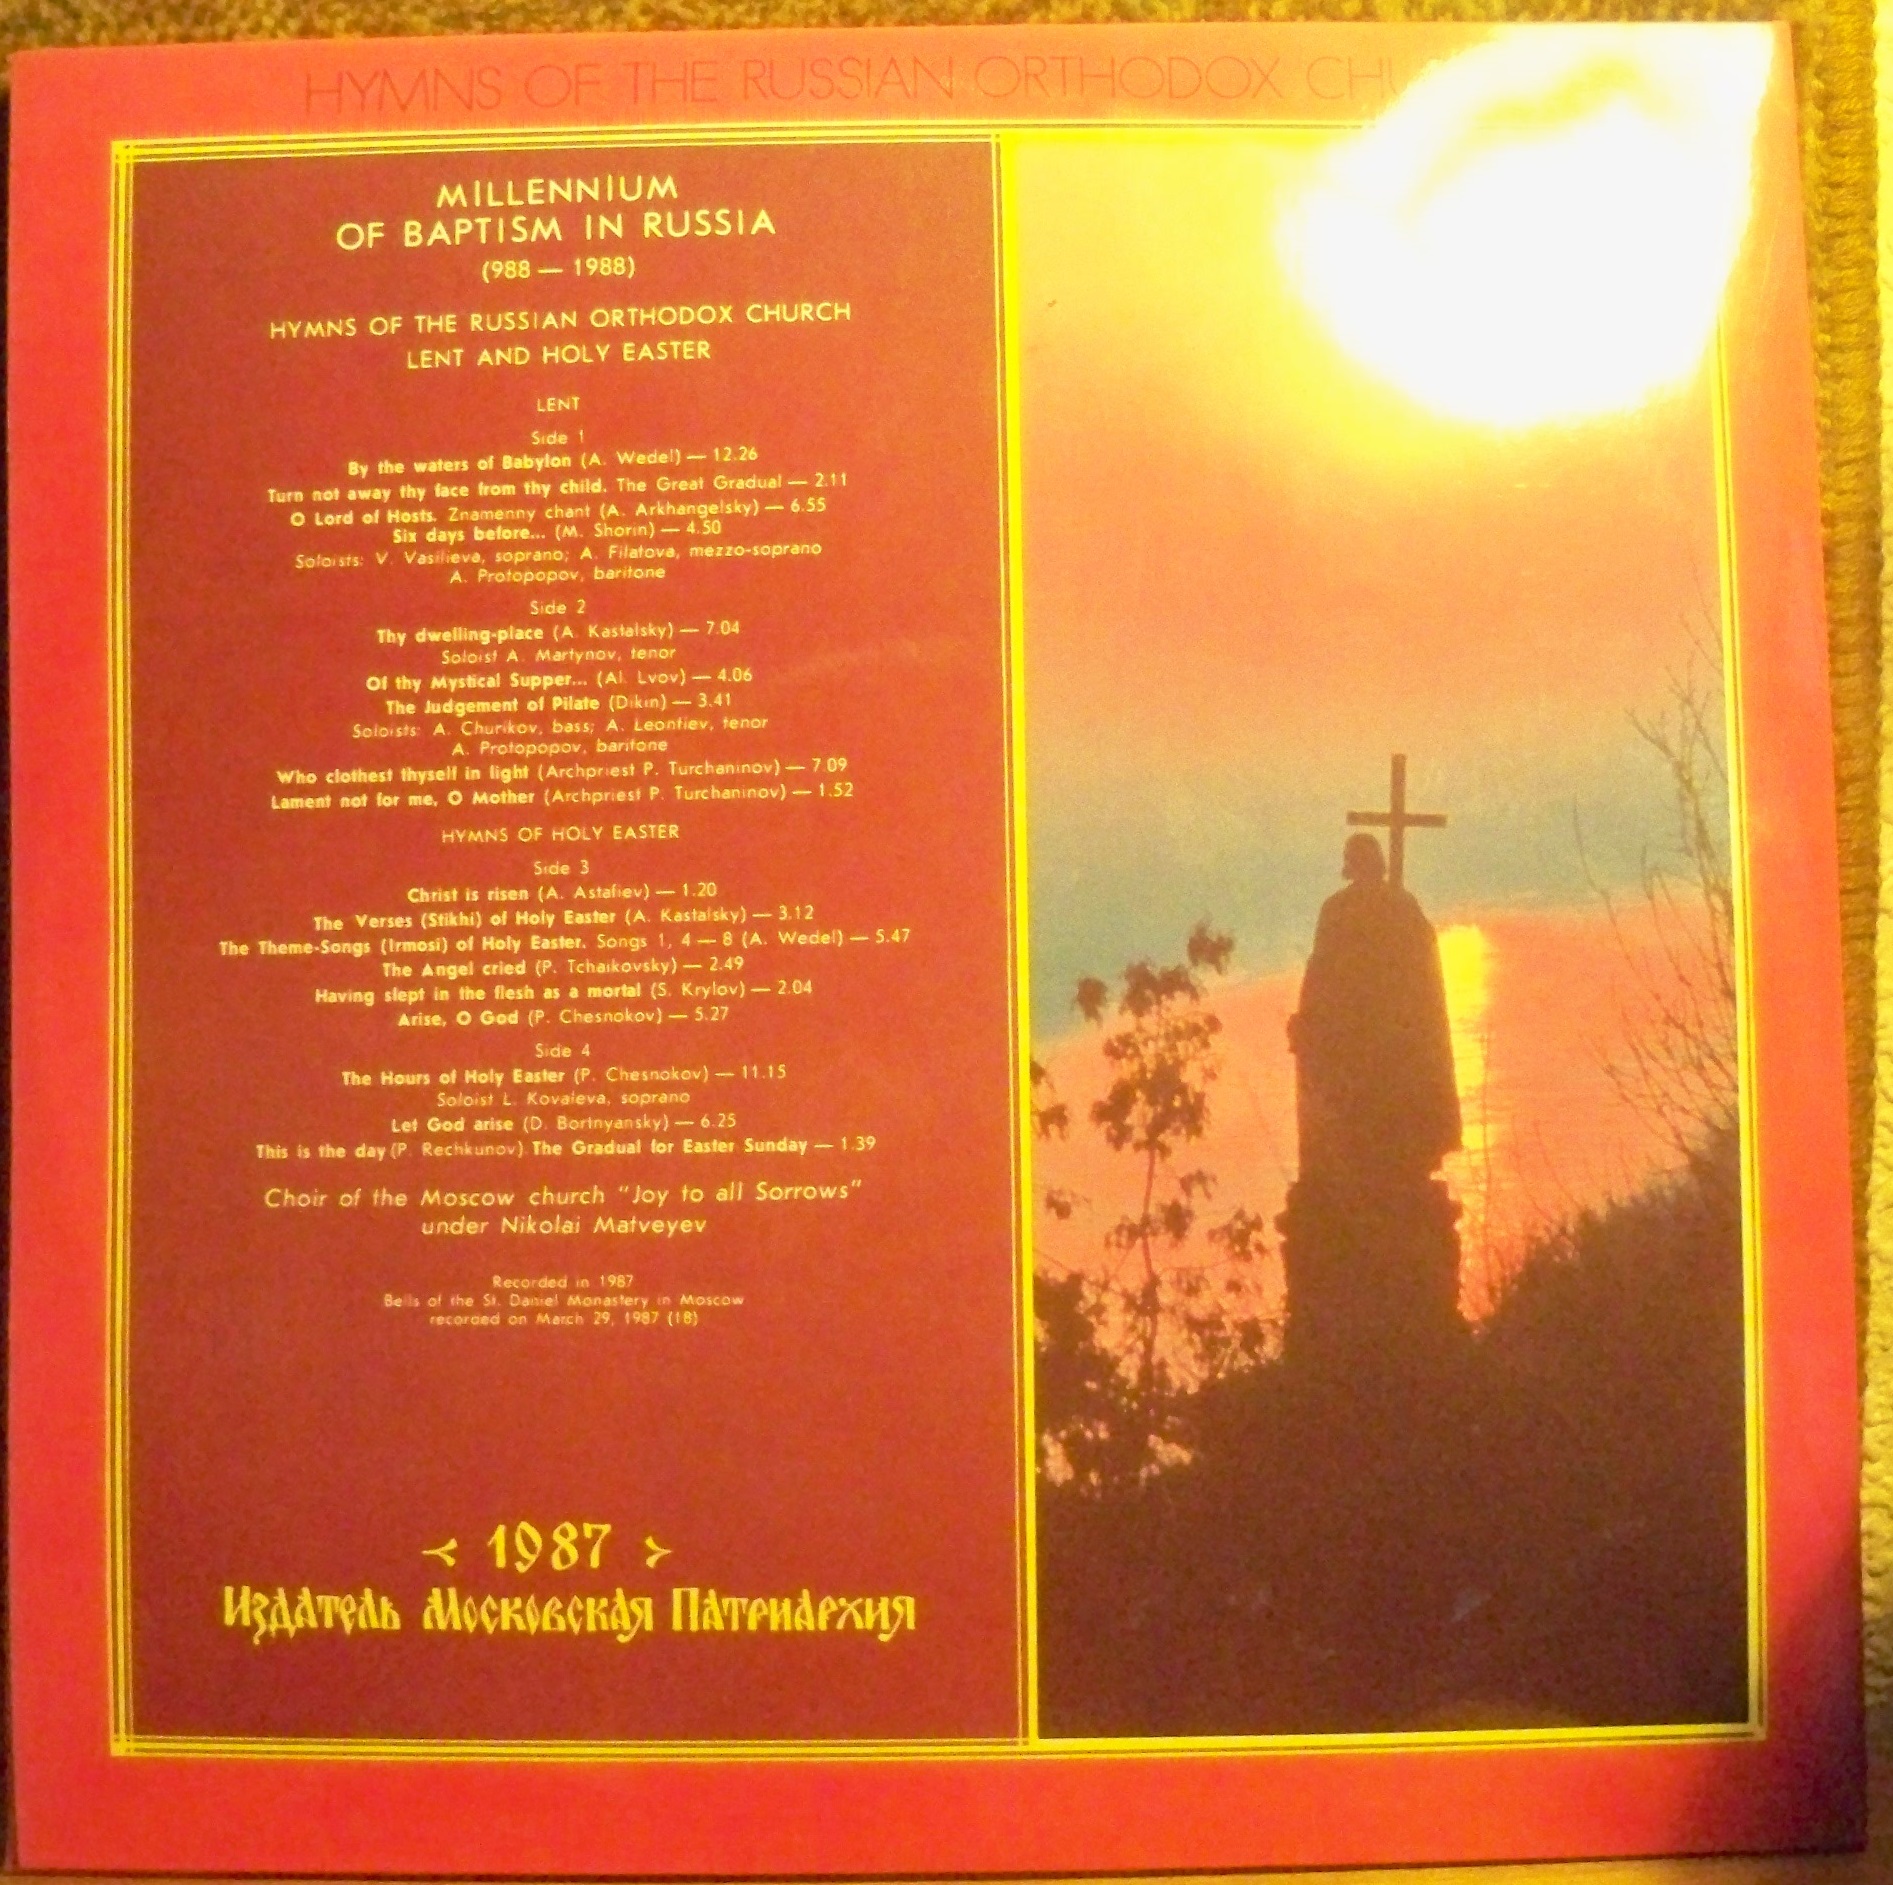 HYMNS OF THE RUSSIAN ORTHODOX
MILLENNIUM
OF BAPTISM IN RUSSIA
(988 — 1988)
HYMNS OF THE RUSSIAN ORTHODOX CHURCH
LENT AND HOLY EASTER
LENT
Side 1
By the waters of Babylon (A. Wedel) — 12.26
Turn not away thy face from thy child. The Great Gradual — 2.11
O Lord of Hosts. Znamenny chant (A. Arkhangelsky) — 6.55
Six days before... (M. Shorin) — 4.50
Soloists: V. Vasilieva, soprano; A. Filatova, mezzo-soprano
A. Protopopov, baritone
Side 2
Thy dwelling-place (A. Kastalsky) — 7.04
Soloist A. Martynov, tenor
Of thy Mystical Supper... (Al. Lvov) — 4.06
The Judgement of Pilate (Dikin) — 3.41
Soloists: A. Churikov, bass; A. Leontiev, tenor
A. Protopopov, baritone
Who clothest thyself in light (Archpriest P. Turchaninov) — 7.09
Lament not for me, O Mother (Archpriest P. Turchaninov) — 1.52
HYMNS OF HOLY EASTER
Side 3
Christ is risen (A. Astafiev) — 1.20
The Verses (Stikhi) of Holy Easter (A. Kastalsky) — 3.12
The Theme-Songs (Irmosi) of Holy Easter. Songs 1, 4 — 8 (A. Wedel) — 5.47
The Angel cried (P. Tchaikovsky) — 2.49
Having slept in the flesh as a mortal (S. Krylov) — 2.04
Arise, O God (P. Chesnokov) — 5.27
Side 4
The Hours of Holy Easter (P. Chesnokov) — 11.15
Soloist L. Kovaleva, soprano
Let God arise (D. Bortnyansky) — 6.25
This is the day (P. Rechkunov). The Gradual for Easter Sunday — 1.39
Choir of the Moscow church "Joy to all Sorrows"
under Nikolai Matveyev
Recorded in 1987
Bells of the St. Daniel Monastery in Moscow
recorded on March 29, 1987 (18)
1987
Издатель Московская Патриархия